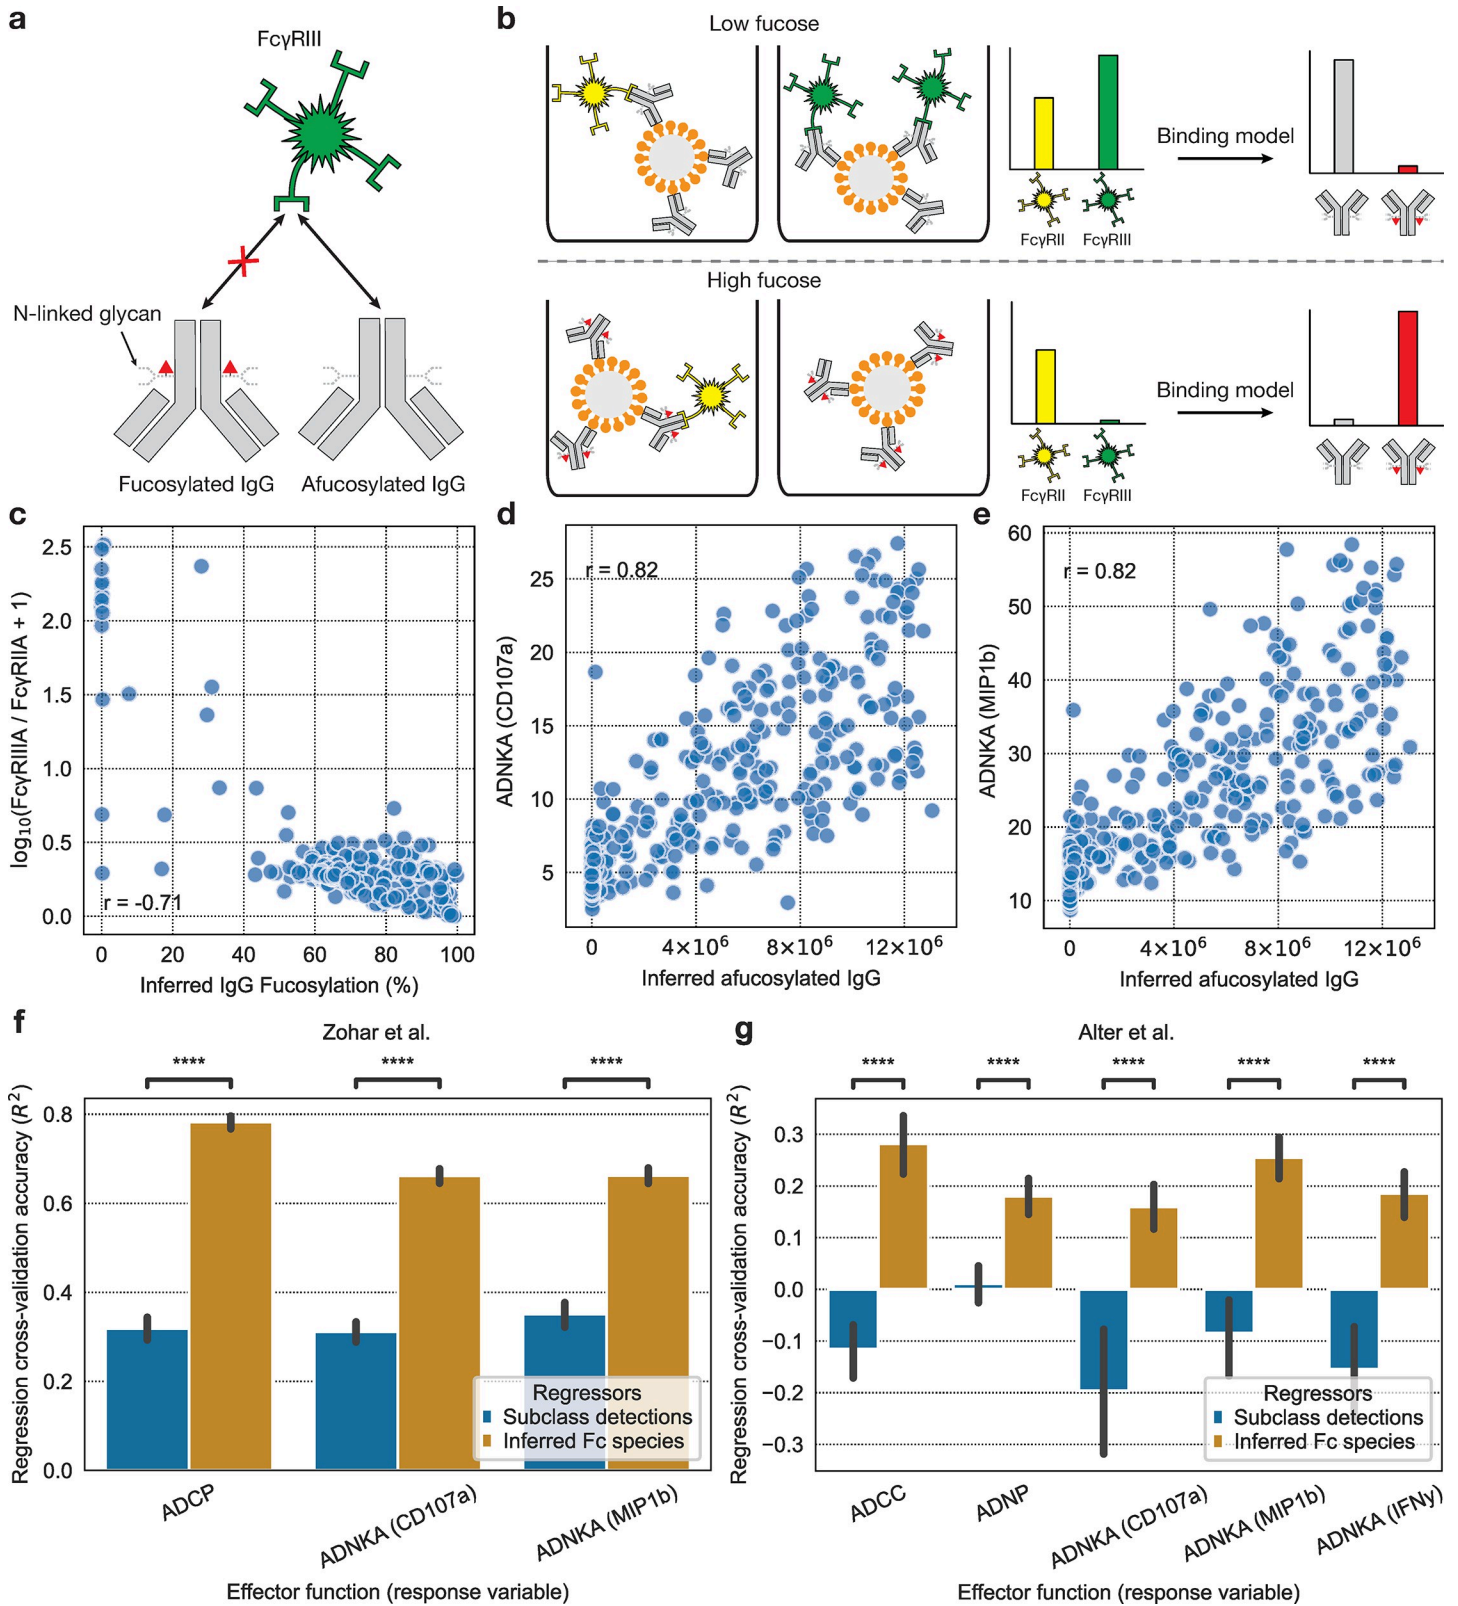 a
FcγRIII
N-linked glycan
Fucosylated IgG
Afucosylated IgG
b
Low fucose
FcγRII
FcγRIII
Binding model
High fucose
FcγRII
FcγRIII
Binding model
c
log10(FcγRIIIA / FcγRIIA + 1)
2.5
2.0
1.5
1.0
0.5
0.0
r = -0.71
0
20
40
60
80
100
Inferred IgG Fucosylation (%)
d
ADNKA (CD107a)
25
20
15
10
5
r = 0.82
0
4×10⁶
8×10⁶
12×10⁶
Inferred afucosylated IgG
e
ADNKA (MIP1b)
60
50
40
30
20
10
r = 0.82
0
4×10⁶
8×10⁶
12×10⁶
Inferred afucosylated IgG
f
Zohar et al.
****
****
****
Regression cross-validation accuracy (R²)
0.8
0.6
0.4
0.2
0.0
Regressors
Subclass detections
Inferred Fc species
ADCP
ADNKA (CD107a)
ADNKA (MIP1b)
Effector function (response variable)
g
Alter et al.
****
****
****
****
****
Regression cross-validation accuracy (R²)
0.3
0.2
0.1
0.0
−0.1
−0.2
−0.3
Regressors
Subclass detections
Inferred Fc species
ADCC
ADNP
ADNKA (CD107a)
ADNKA (MIP1b)
ADNKA (IFNy)
Effector function (response variable)